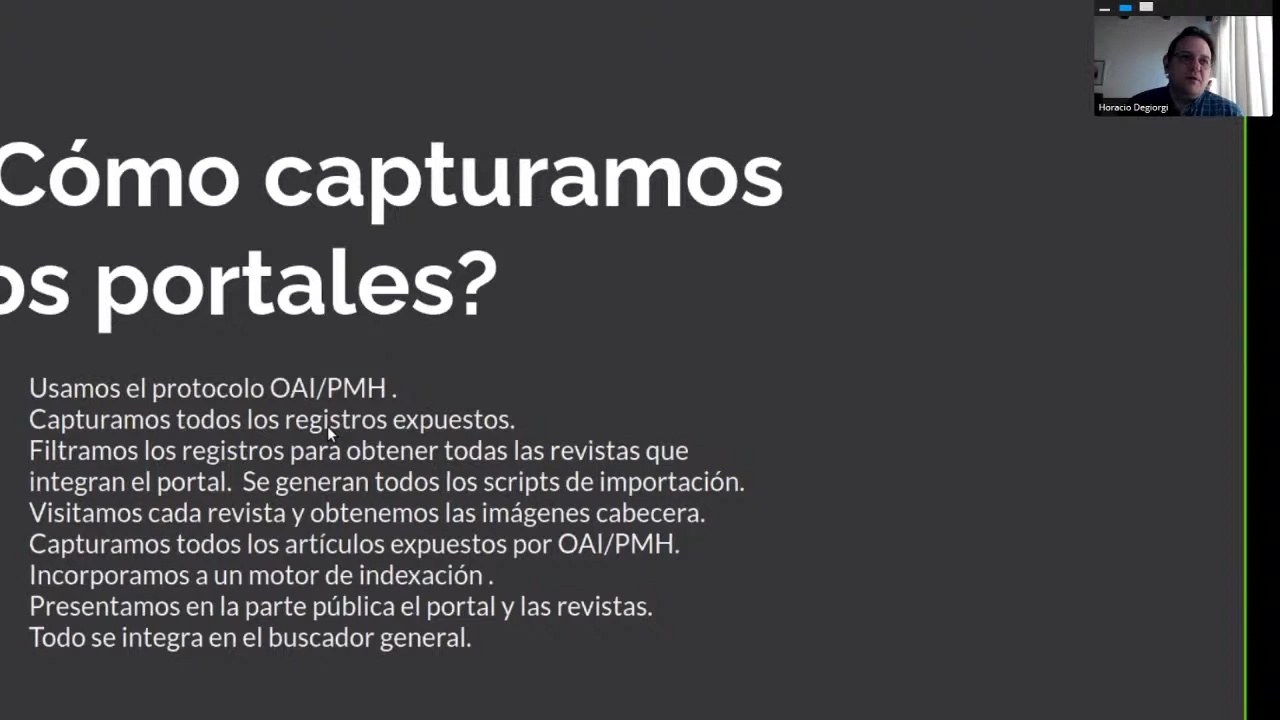 Horacio Degiorgi
Cómo capturamos
os portales?
Usamos el protocolo OAI/PMH .
Capturamos todos los registros expuestos.
Filtramos los registros para obtener todas las revistas que
integran el portal.  Se generan todos los scripts de importación.
Visitamos cada revista y obtenemos las imágenes cabecera.
Capturamos todos los artículos expuestos por OAI/PMH.
Incorporamos a un motor de indexación .
Presentamos en la parte pública el portal y las revistas.
Todo se integra en el buscador general.